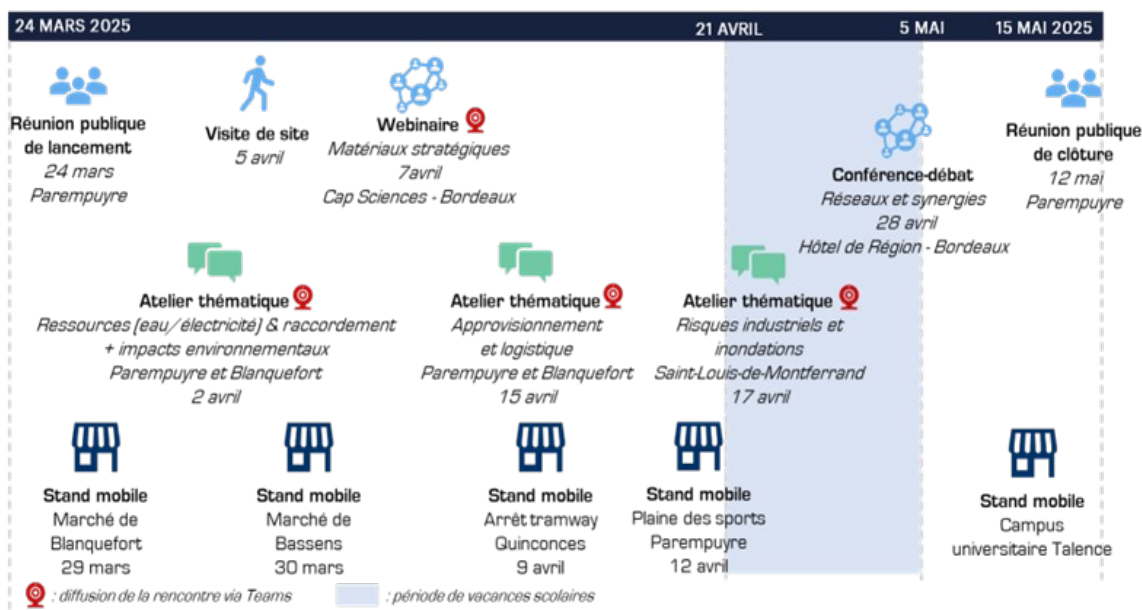 24 MARS 2025
21 AVRIL
5 MAI
15 MAI 2025
Réunion publique
de lancement
24 mars
Parempuyre
Visite de site
5 avril
Webinaire
Matériaux stratégiques
7avril
Cap Sciences - Bordeaux
Conférence-débat
Réseaux et synergies
28 avril
Hôtel de Région - Bordeaux
Réunion publique
de clôture
12 mai
Parempuyre
Atelier thématique
Ressources (eau/électricité) & raccordement
+ impacts environnementaux
Parempuyre et Blanquefort
2 avril
Atelier thématique
Approvisionnement
et logistique
Parempuyre et Blanquefort
15 avril
Atelier thématique
Risques industriels et
inondations
Saint-Louis-de-Montferrand
17 avril
Stand mobile
Marché de
Blanquefort
29 mars
Stand mobile
Marché de
Bassens
30 mars
Stand mobile
Arrêt tramway
Quinconces
9 avril
Stand mobile
Plaine des sports
Parempuyre
12 avril
Stand mobile
Campus
universitaire Talence
: diffusion de la rencontre via Teams
: période de vacances scolaires